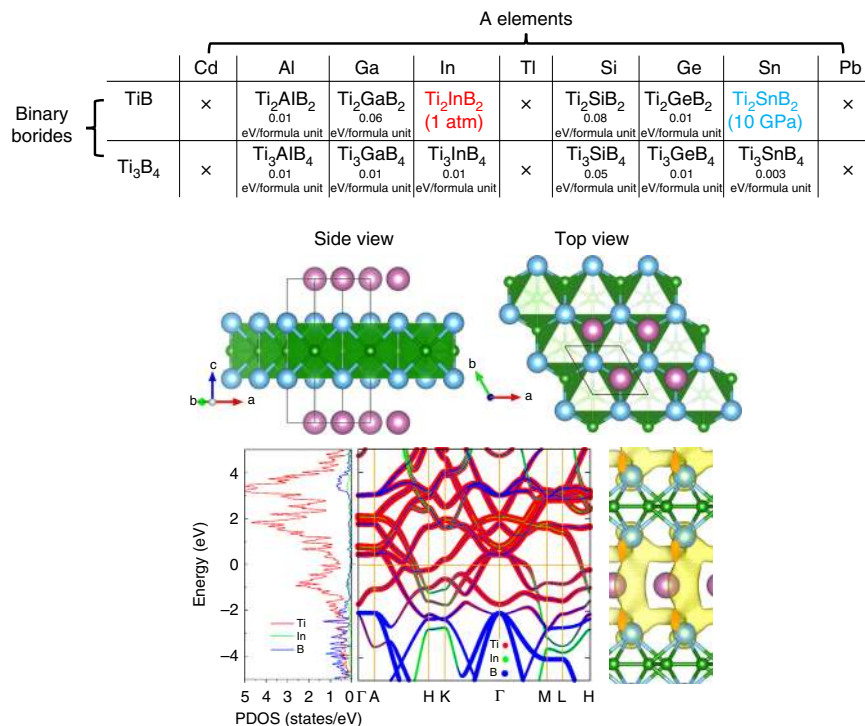 A elements
Cd Al Ga In Tl Si Ge Sn Pb
Binary borides
TiB × Ti₂AlB₂ Ti₂GaB₂ Ti₂InB₂ × Ti₂SiB₂ Ti₂GeB₂ Ti₂SnB₂ ×
0.01 0.06 (1 atm) 0.08 0.01 (10 GPa)
eV/formula unit eV/formula unit eV/formula unit eV/formula unit
Ti₃B₄ × Ti₃AlB₄ Ti₃GaB₄ Ti₃InB₄ × Ti₃SiB₄ Ti₃GeB₄ Ti₃SnB₄ ×
0.01 0.01 0.01 0.05 0.01 0.003
eV/formula unit eV/formula unit eV/formula unit eV/formula unit eV/formula unit eV/formula unit
Side view Top view
c
b a
b
a
Energy (eV)
4
2
0
−2
−4
Ti
In
B
Ti
In
B
5 4 3 2 1 0 Γ A H K Γ M L H
PDOS (states/eV)